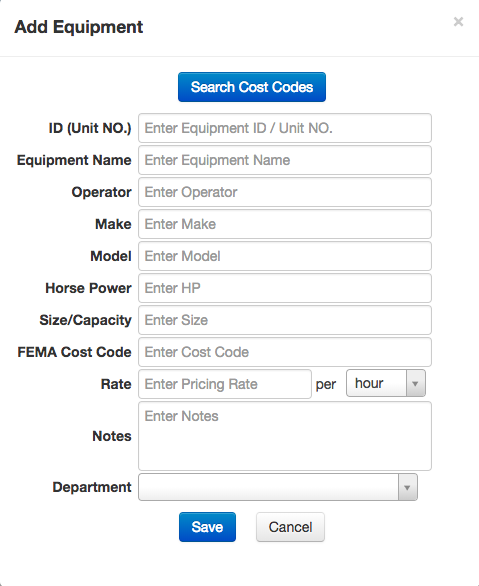 Add Equipment ×
Search Cost Codes
ID (Unit NO.) Enter Equipment ID / Unit NO.
Equipment Name Enter Equipment Name
Operator Enter Operator
Make Enter Make
Model Enter Model
Horse Power Enter HP
Size/Capacity Enter Size
FEMA Cost Code Enter Cost Code
Rate Enter Pricing Rate per hour
Enter Notes
Notes
Department
Save Cancel